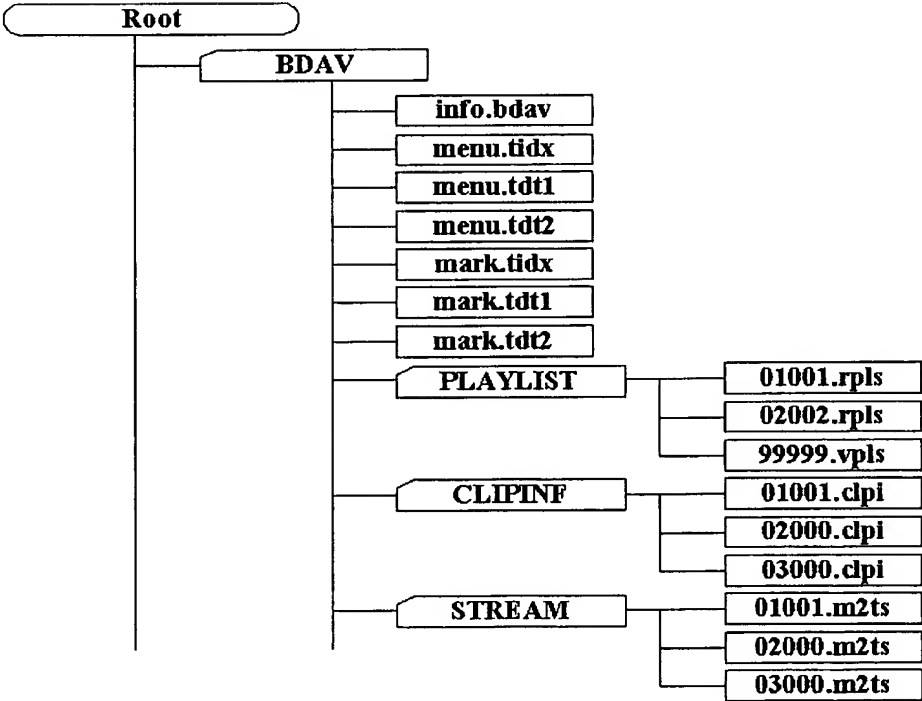 Root
BDAV
info.bdav
menu.tidx
menu.tdt1
menu.tdt2
mark.tidx
mark.tdt1
mark.tdt2
PLAYLIST
01001.rpls
02002.rpls
99999.vpls
CLIPINF
01001.clpi
02000.clpi
03000.clpi
STREAM
01001.m2ts
02000.m2ts
03000.m2ts